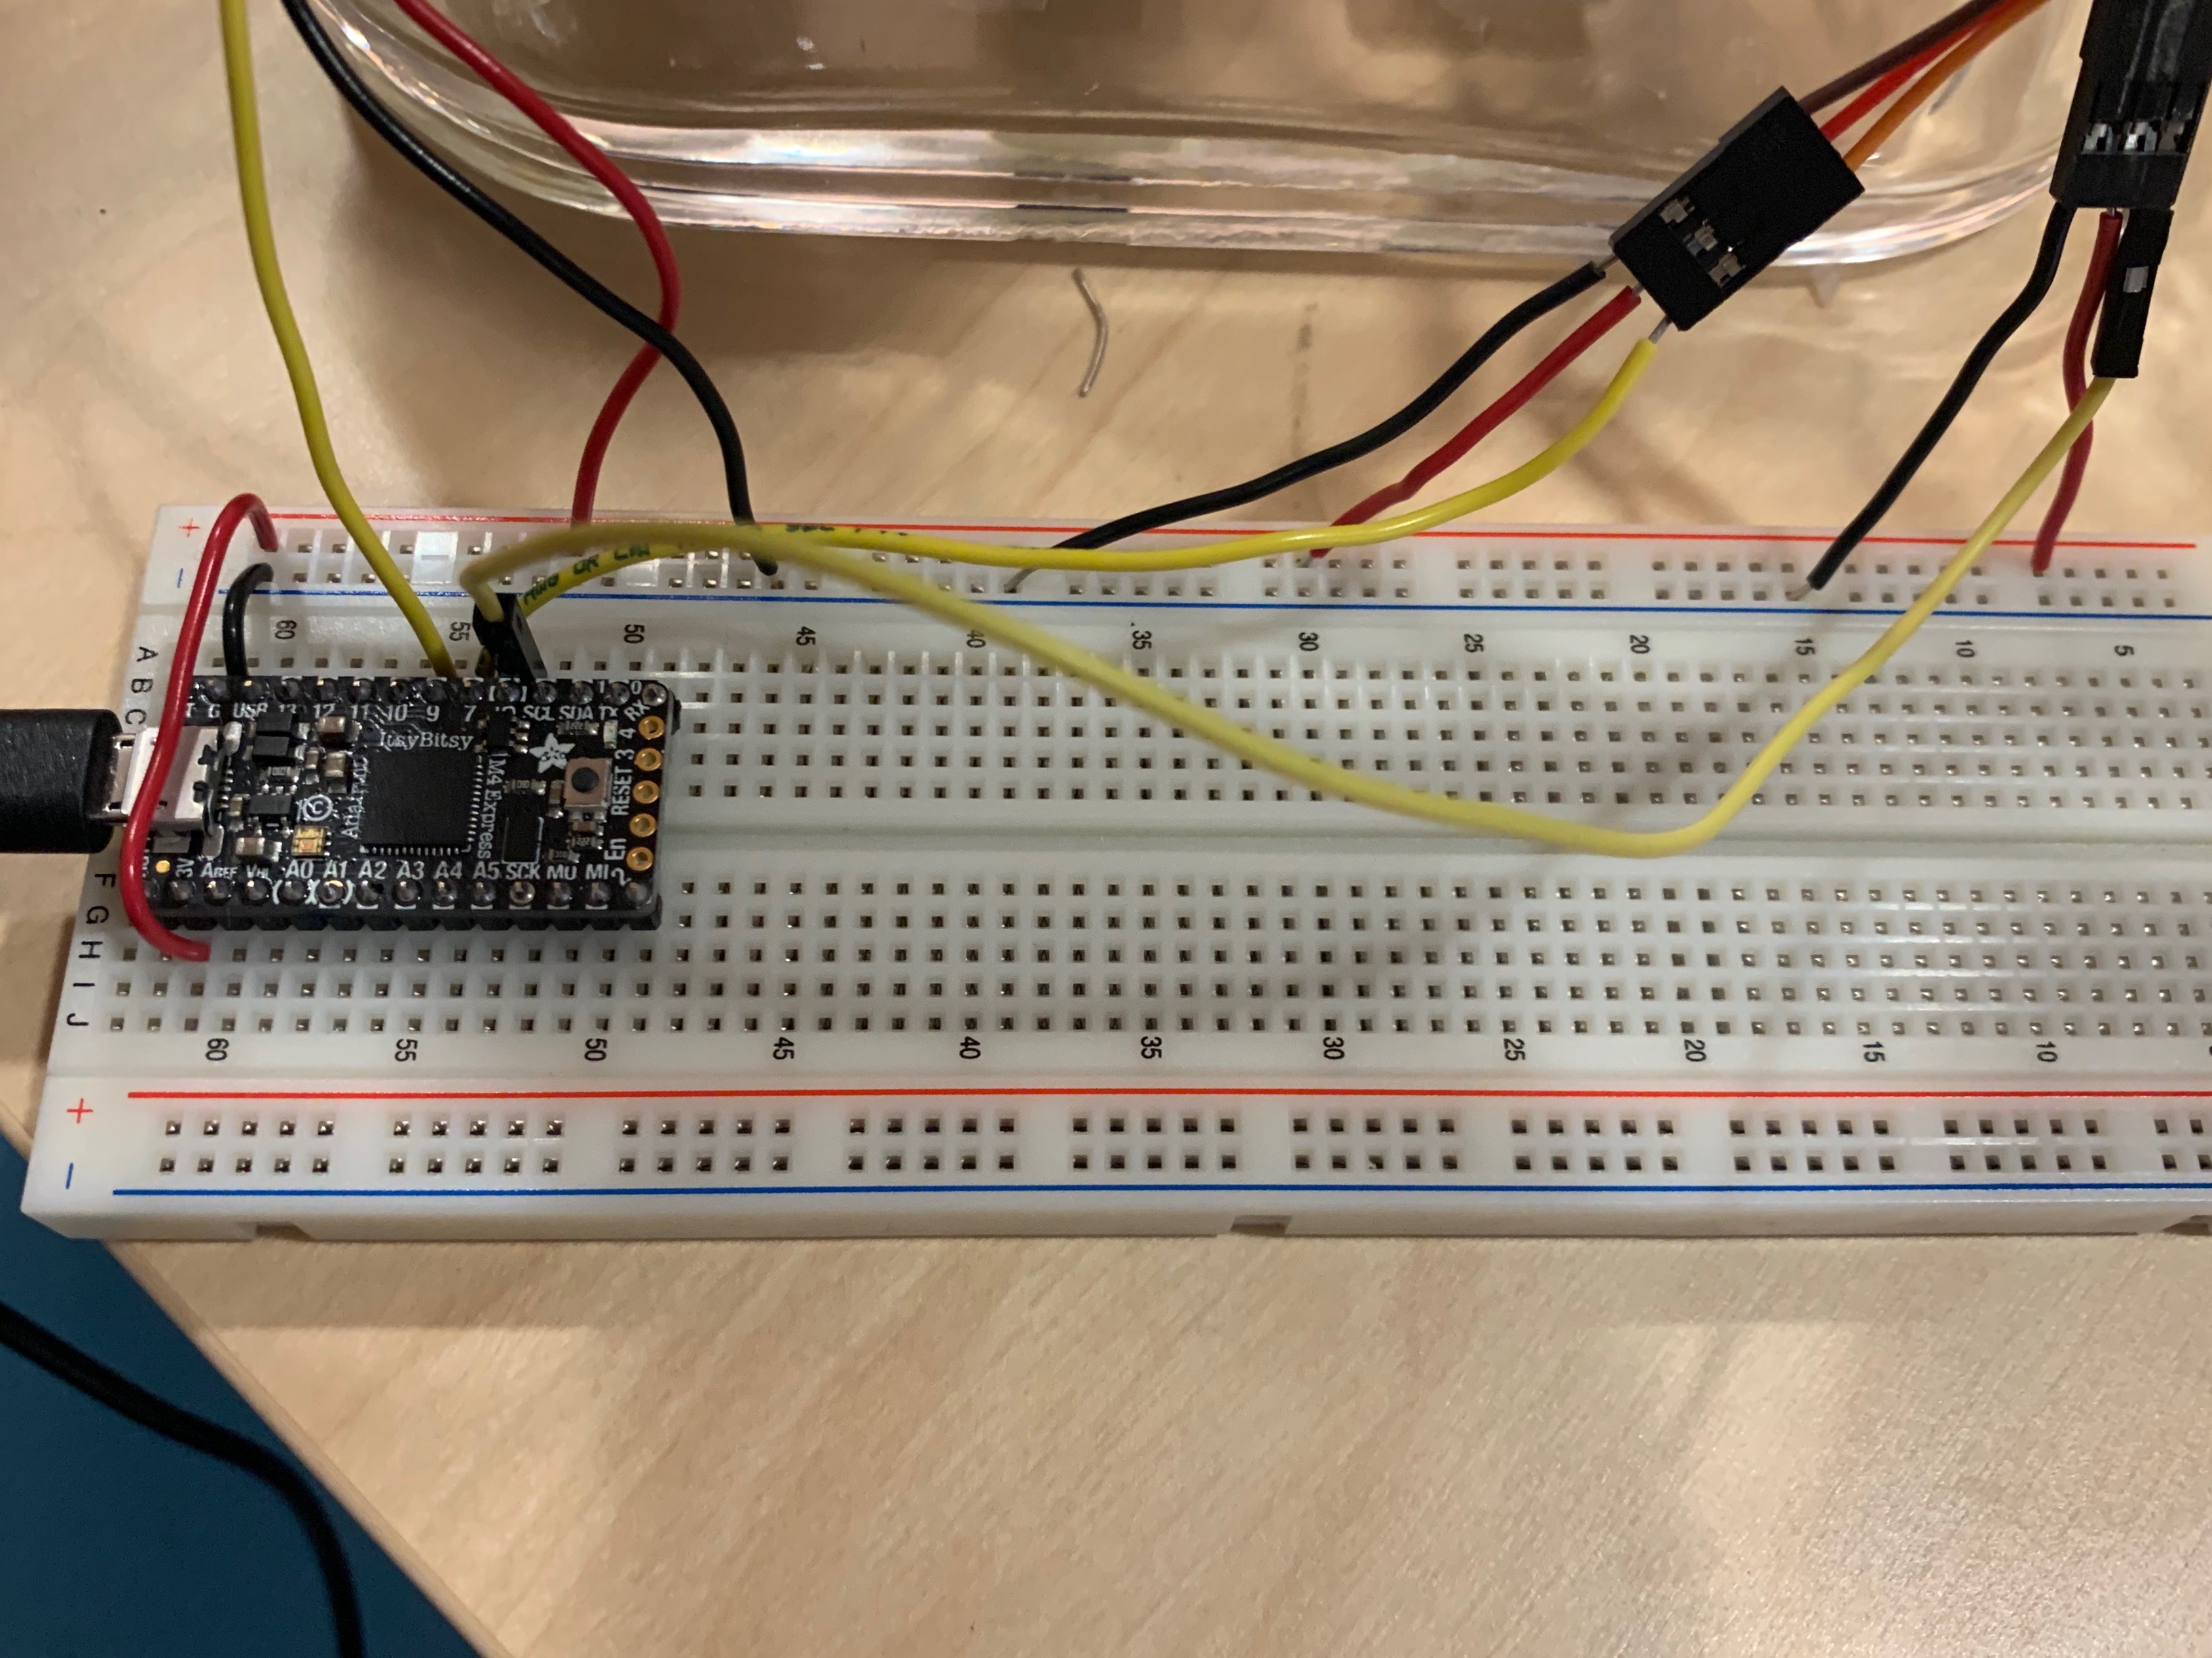 +
−
60 55 50 45 40 35 30 25 20 15 10 5
A
B
C
G USB 13 12 11 10 9 7 SCL SDA TX RX
ItsyBitsy
M4 Express
Adafruit
4
3
RESET
En
3V AREF VHI A0 A1 A2 A3 A4 A5 SCK MO MI 2
F
G
H
I
J
60 55 50 45 40 35 30 25 20 15 10
+
−